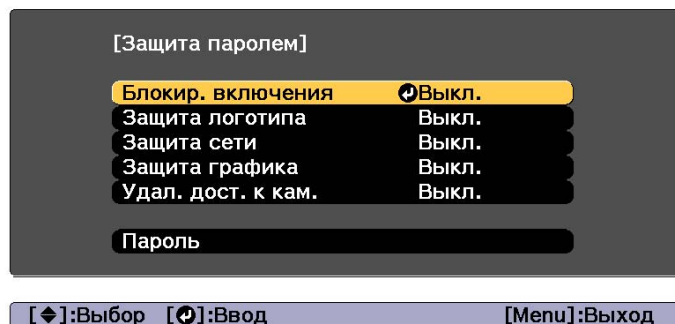 [Защита паролем]
Блокир. включения Выкл.
Защита логотипа Выкл.
Защита сети Выкл.
Защита графика Выкл.
Удал. дост. к кам. Выкл.
Пароль
[◆]:Выбор [↵]:Ввод [Menu]:Выход